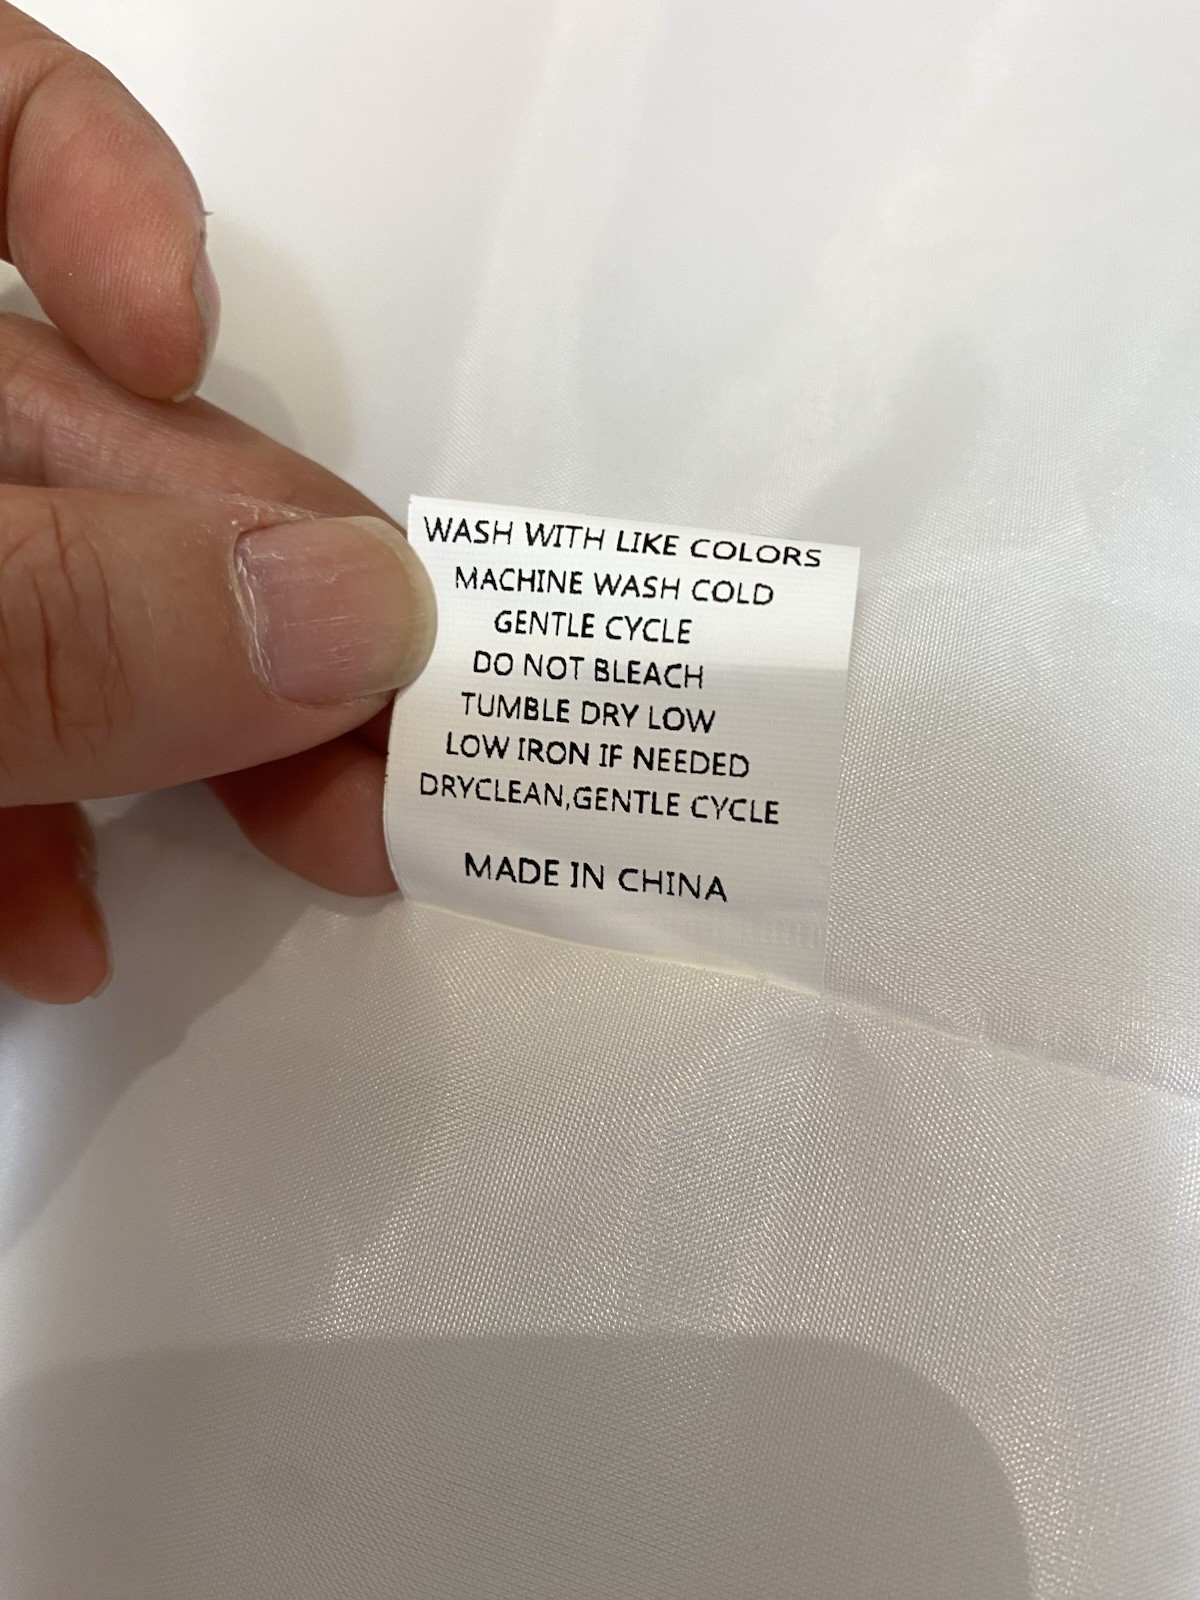 WASH WITH LIKE COLORS
MACHINE WASH COLD
GENTLE CYCLE
DO NOT BLEACH
TUMBLE DRY LOW
LOW IRON IF NEEDED
DRYCLEAN,GENTLE CYCLE
MADE IN CHINA